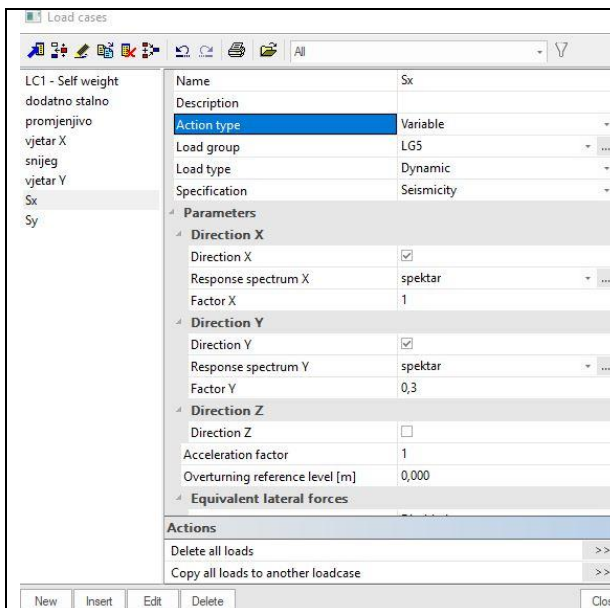 Load cases
All
LC1 - Self weight
dodatno stalno
promjenjivo
vjetar X
snijeg
vjetar Y
Sx
Sy
Name Sx
Description
Action type Variable
Load group LG5 ...
Load type Dynamic
Specification Seismicity
Parameters
Direction X
Direction X
Response spectrum X spektar ...
Factor X 1
Direction Y
Direction Y
Response spectrum Y spektar ...
Factor Y 0,3
Direction Z
Direction Z
Acceleration factor 1
Overturning reference level [m] 0,000
Equivalent lateral forces
Actions
Delete all loads >>
Copy all loads to another loadcase >>
New Insert Edit Delete